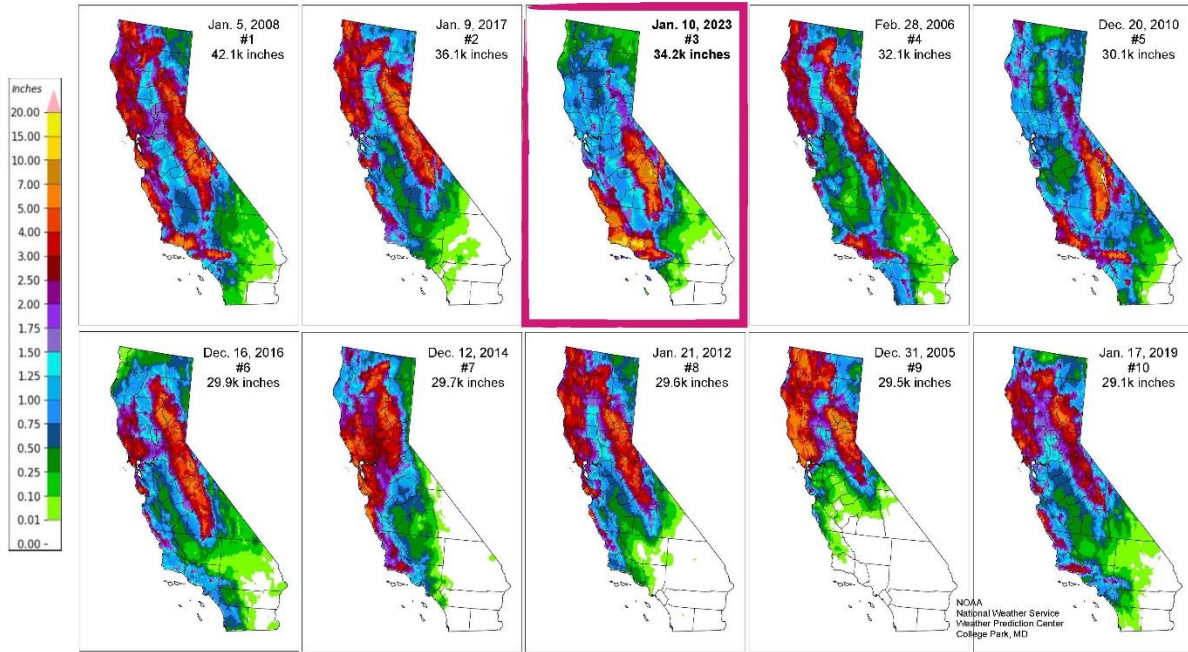 Jan. 5, 2008
#1
42.1k inches
Jan. 9, 2017
#2
36.1k inches
Jan. 10, 2023
#3
34.2k inches
Feb. 28, 2006
#4
32.1k inches
Dec. 20, 2010
#5
30.1k inches
Inches
20.00
15.00
10.00
7.00
5.00
4.00
3.00
2.50
2.00
1.75
1.50
1.00
0.75
0.50
0.25
0.10
0.01
0.00
Dec. 16, 2016
#6
29.9k inches
Dec. 12, 2014
#7
29.7k inches
Jan. 21, 2012
#8
29.6k inches
Dec. 31, 2005
#9
29.5k inches
Jan. 17, 2019
#10
29.1k inches
NOAA
National Weather Service
Weather Prediction Center
College Park, MD